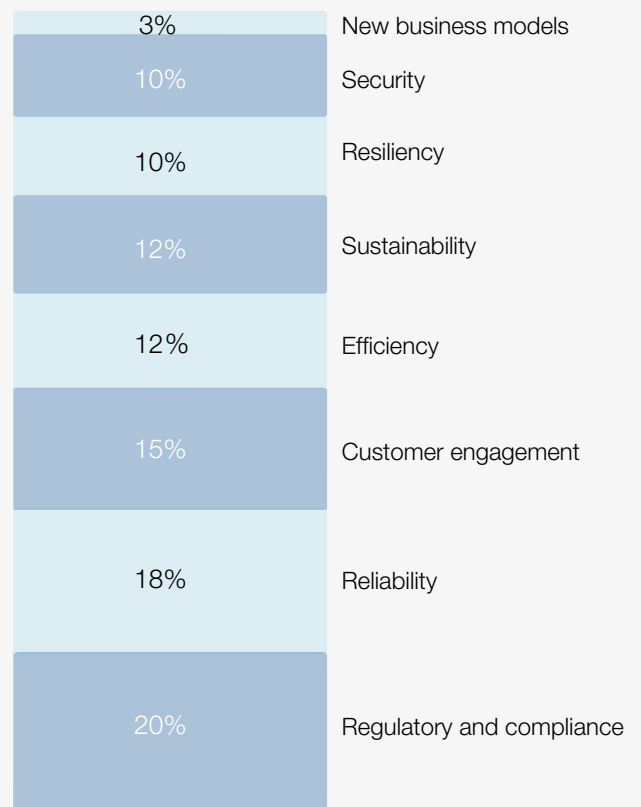 3% New business models
10% Security
10% Resiliency
12% Sustainability
12% Efficiency
15% Customer engagement
18% Reliability
20% Regulatory and compliance